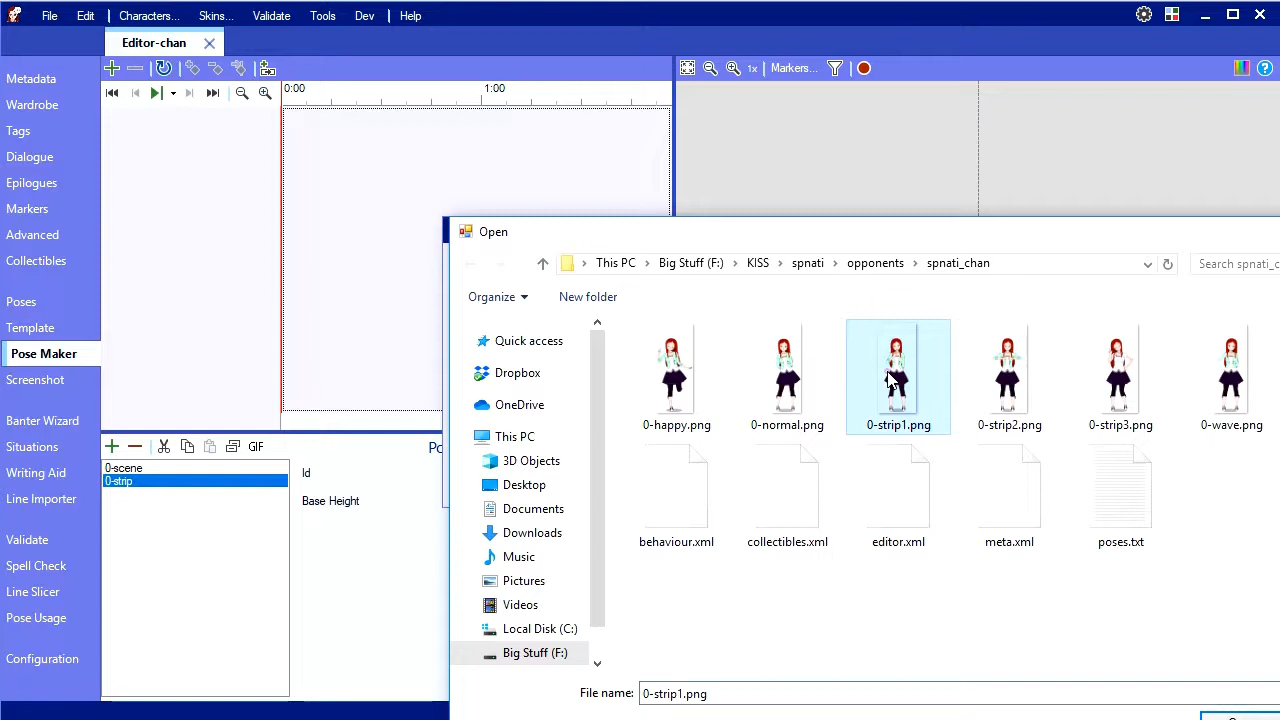 File Edit Characters... Skins... Validate Tools Dev Help
Editor-chan
Metadata
Wardrobe
Tags
Dialogue
Epilogues
Markers
Advanced
Collectibles
Poses
Template
Pose Maker
Screenshot
Banter Wizard
Situations
Writing Aid
Line Importer
Validate
Spell Check
Line Slicer
Pose Usage
Configuration
0:00 1:00
1x Markers...
GIF
0-scene
0-strip
Po
Id
Base Height
Open
This PC Big Stuff (F:) KISS spnati opponents spnati_chan
Search spnati_c
Organize New folder
Quick access
Dropbox
OneDrive
This PC
3D Objects
Desktop
Documents
Downloads
Music
Pictures
Videos
Local Disk (C:)
Big Stuff (F:)
0-happy.png 0-normal.png 0-strip1.png 0-strip2.png 0-strip3.png 0-wave.png
behaviour.xml collectibles.xml editor.xml meta.xml poses.txt
File name: 0-strip1.png